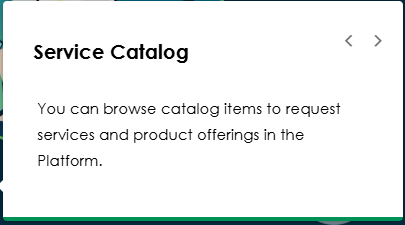 Service Catalog
You can browse catalog items to request
services and product offerings in the
Platform.